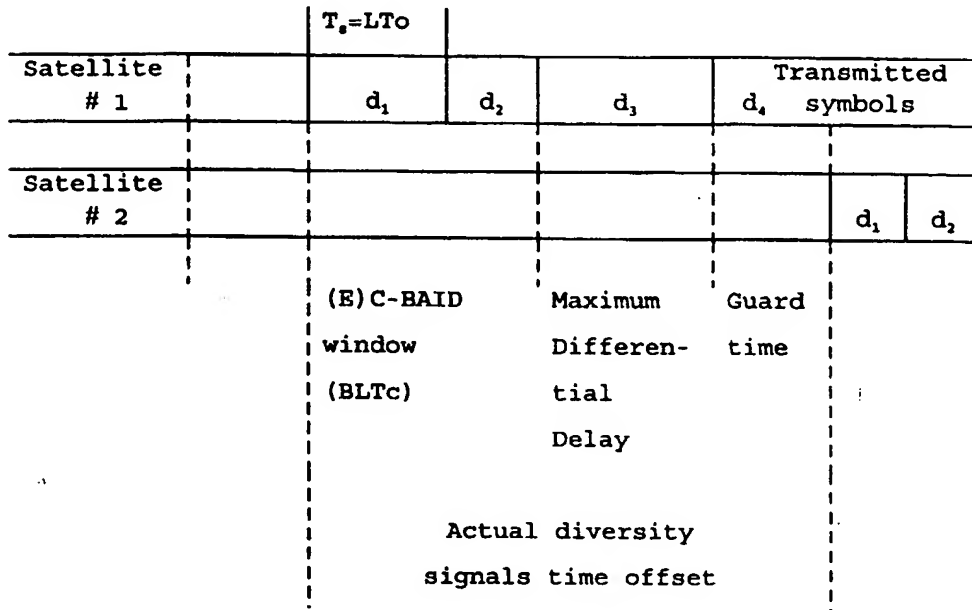 Tₛ=LTo
Satellite # 1
d₁
d₂
d₃
d₄
Transmitted symbols
Satellite # 2
d₁
d₂
(E)C-BAID
window
(BLTc)
Maximum
Differen-
tial
Delay
Guard
time
Actual diversity
signals time offset